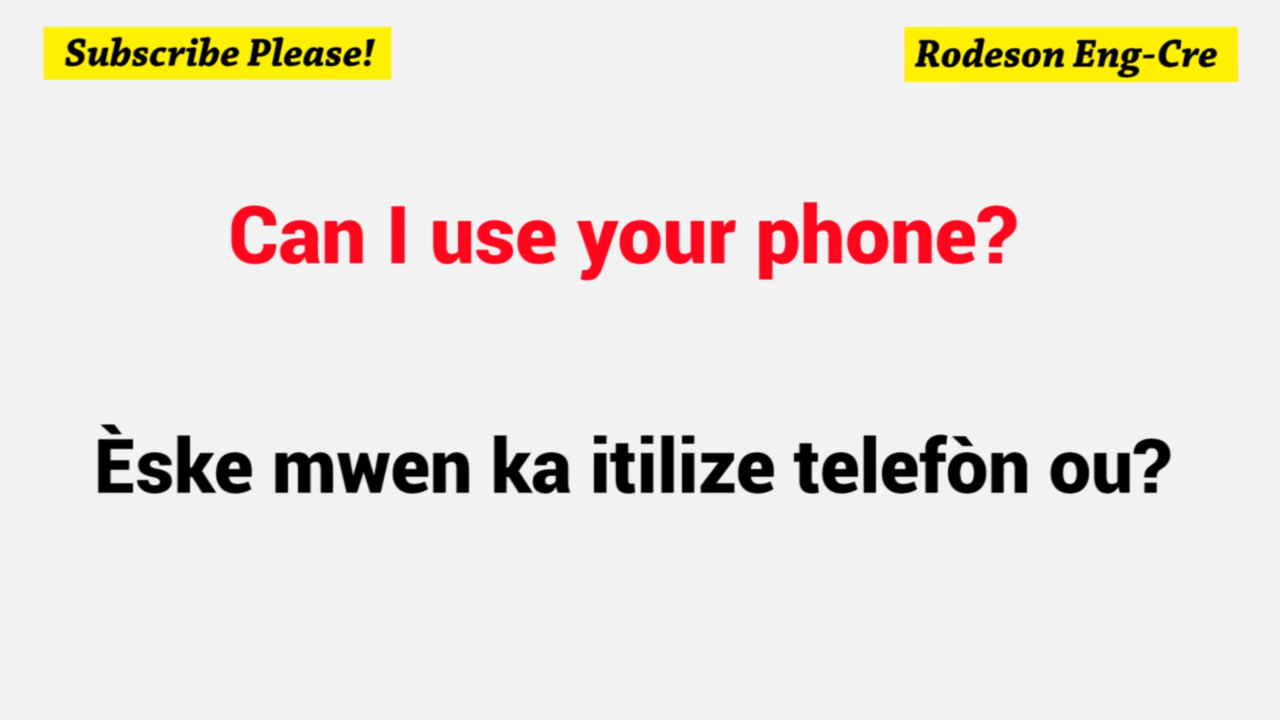 Subscribe Please!
Rodeson Eng-Cre
Can I use your phone?
Èske mwen ka itilize telefòn ou?